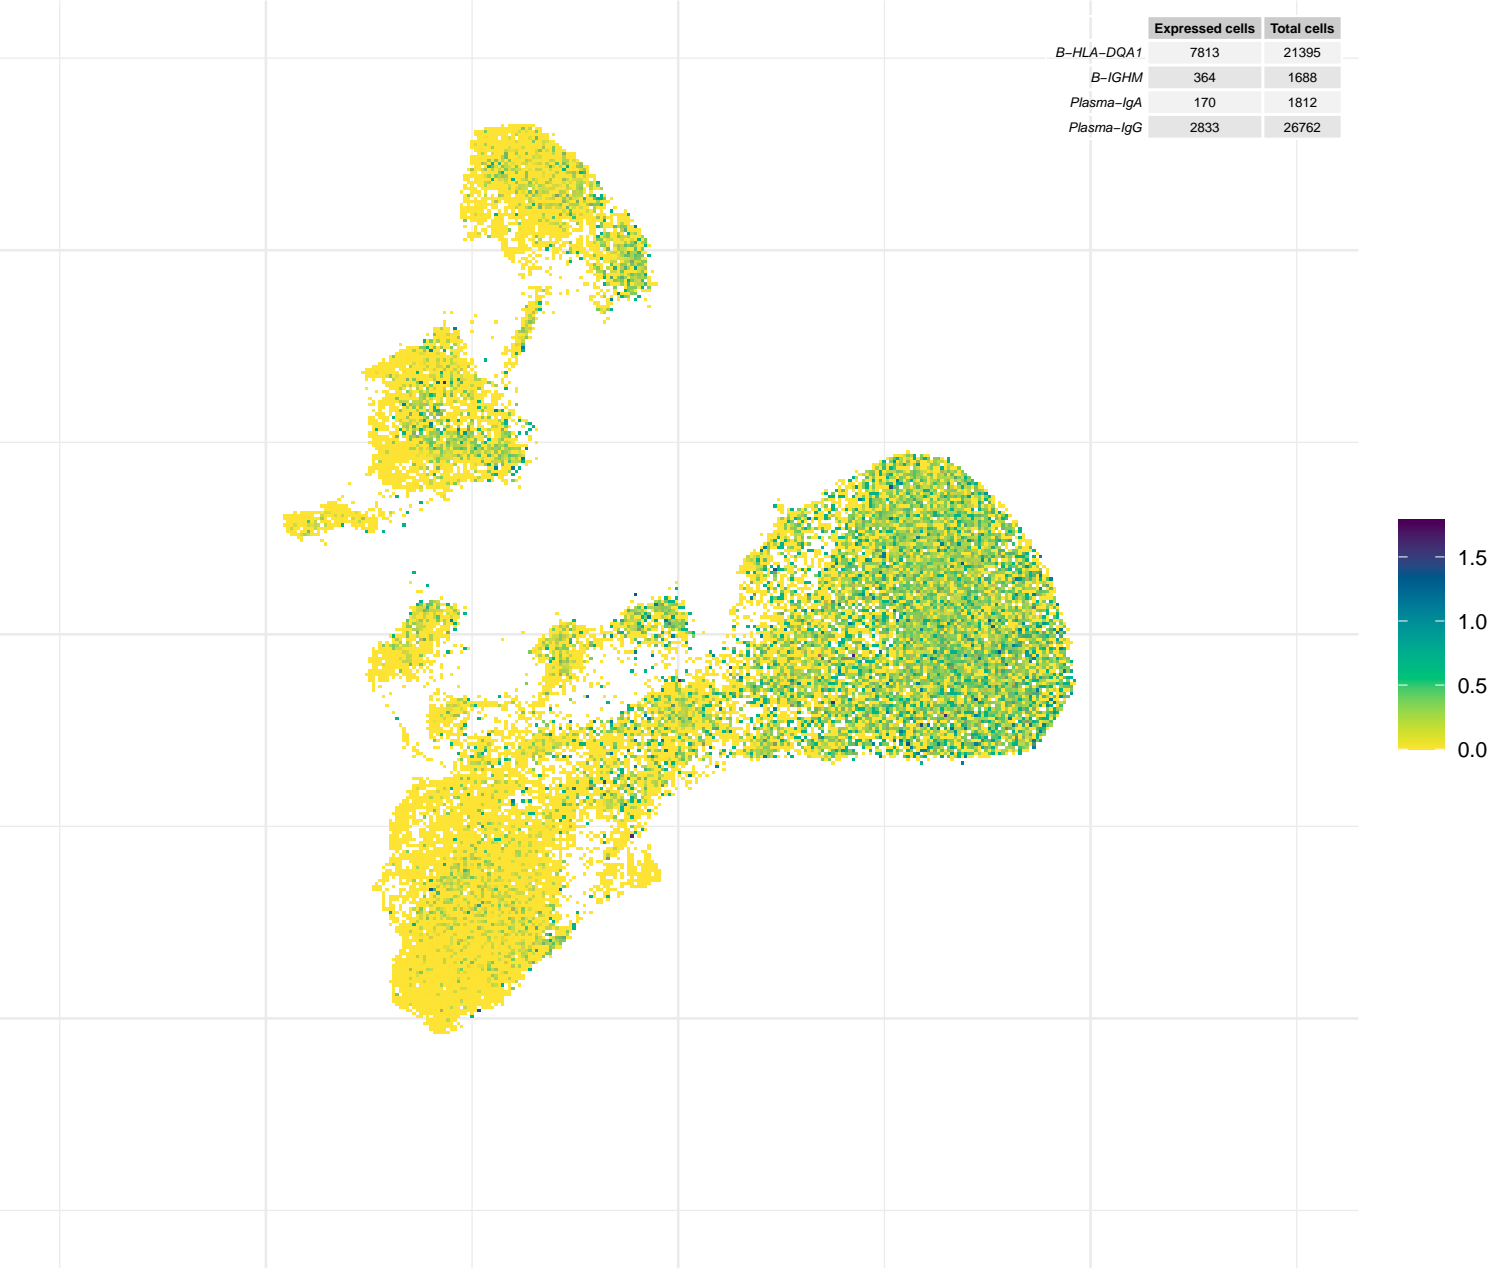 Expressed cells Total cells
B−HLA−DQA1 7813 21395
B−IGHM 364 1688
Plasma−IgA 170 1812
Plasma−IgG 2833 26762
1.5
1.0
0.5
0.0